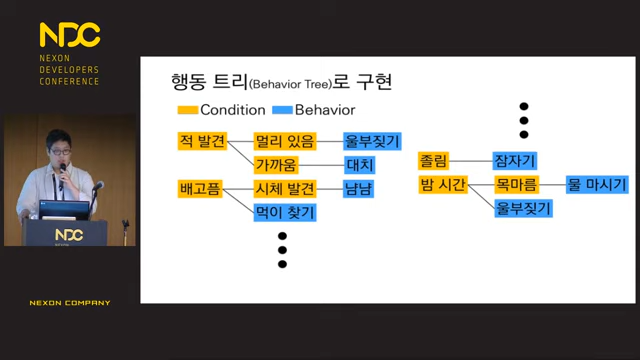 NDC
NEXON
DEVELOPERS
CONFERENCE
행동 트리(Behavior Tree)로 구현
Condition Behavior
적 발견 멀리 있음 울부짖기
가까움 대치
배고픔 시체 발견 냠냠
먹이 찾기
졸림 잠자기
밤 시간 목마름 물 마시기
울부짖기
NDC
NEXON COMPANY